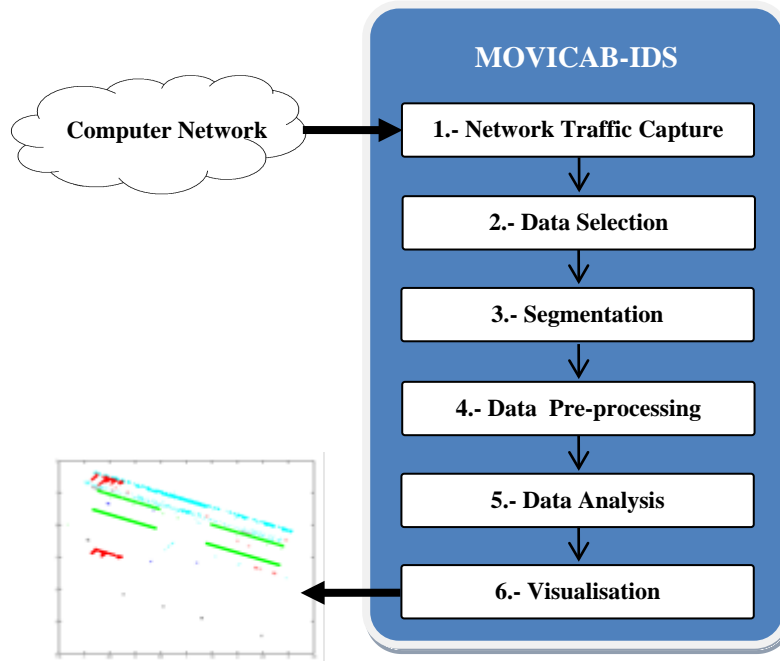 MOVICAB-IDS
Computer Network
1.- Network Traffic Capture
2.- Data Selection
3.- Segmentation
4.- Data Pre-processing
5.- Data Analysis
6.- Visualisation